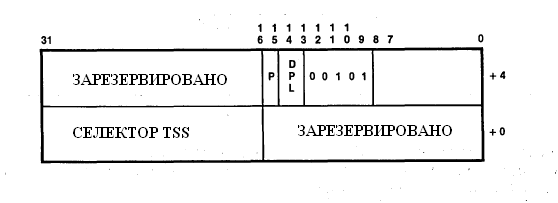 1 1 1 1 1 1 1
31 6 5 4 3 2 1 0 9 8 7 0
ЗАРЕЗЕРВИРОВАНО P DPL 0 0 1 0 1 +4
СЕЛЕКТОР TSS ЗАРЕЗЕРВИРОВАНО +0